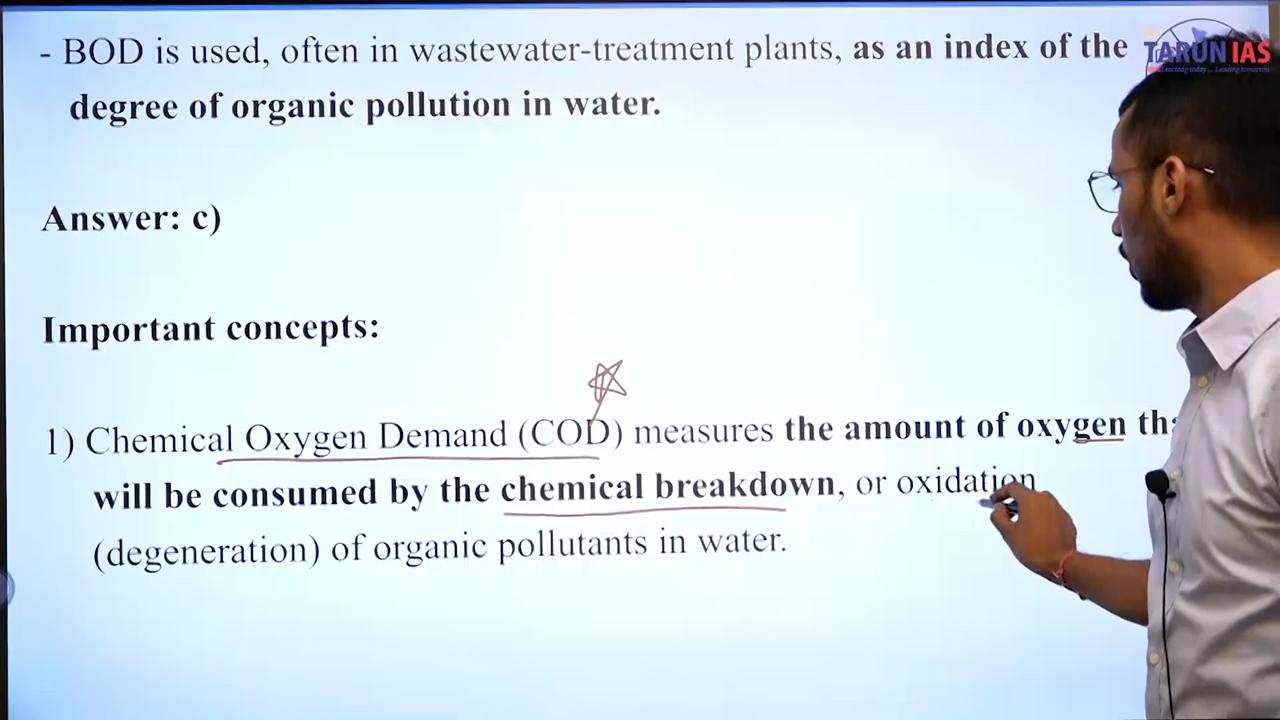 - BOD is used, often in wastewater-treatment plants, as an index of the
degree of organic pollution in water.
TARUN IAS
Answer: c)
Important concepts:
1) Chemical Oxygen Demand (COD) measures the amount of oxygen
will be consumed by the chemical breakdown, or oxidation
(degeneration) of organic pollutants in water.